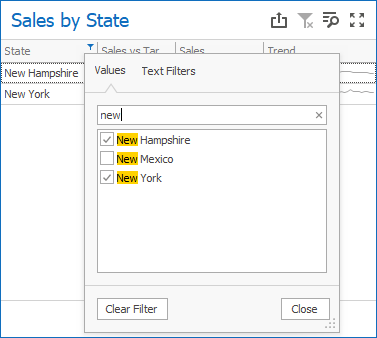 Sales by State
State Sales vs Tar Sales Trend
New Hampshire
New York
Values Text Filters
new
New Hampshire
New Mexico
New York
Clear Filter Close